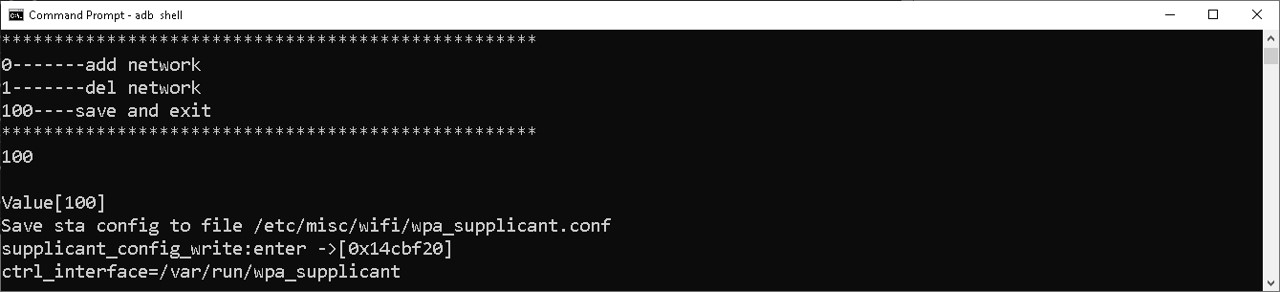 Command Prompt - adb  shell
***************************************************
0-------add network
1-------del network
100----save and exit
***************************************************
100
Value[100]
Save sta config to file /etc/misc/wifi/wpa_supplicant.conf
supplicant_config_write:enter ->[0x14cbf20]
ctrl_interface=/var/run/wpa_supplicant